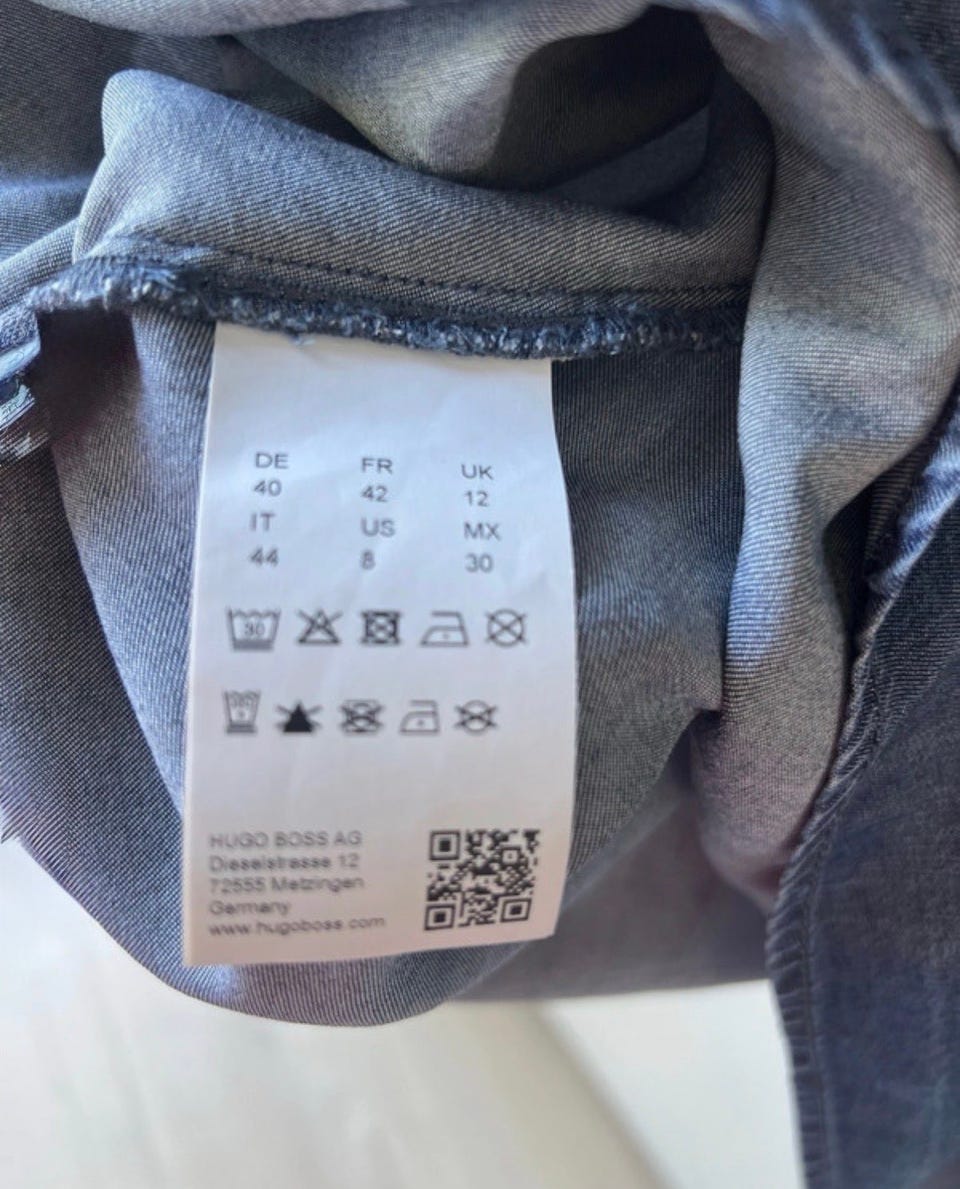 DE FR UK
40 42 12
IT US MX
44 8 30
30
HUGO BOSS AG
Dieselstrasse 12
72555 Metzingen
Germany
www.hugoboss.com